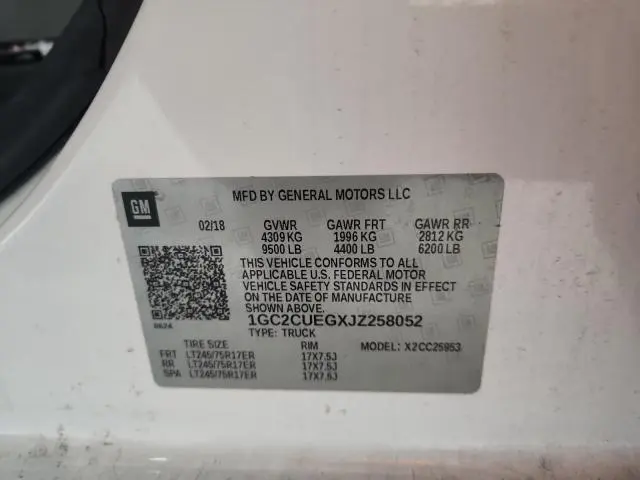 GM
MFD BY GENERAL MOTORS LLC
02/18 GVWR GAWR FRT GAWR RR
4309 KG 1996 KG 2812 KG
9500 LB 4400 LB 6200 LB
THIS VEHICLE CONFORMS TO ALL
APPLICABLE U.S. FEDERAL MOTOR
VEHICLE SAFETY STANDARDS IN EFFECT
ON THE DATE OF MANUFACTURE
SHOWN ABOVE.
1GC2CUEGXJZ258052
0624 TYPE: TRUCK
TIRE SIZE RIM MODEL: X2CC25953
FRT LT245/75R17ER 17X7.5J
RR LT245/75R17ER 17X7.5J
SPA LT245/75R17ER 17X7.5J